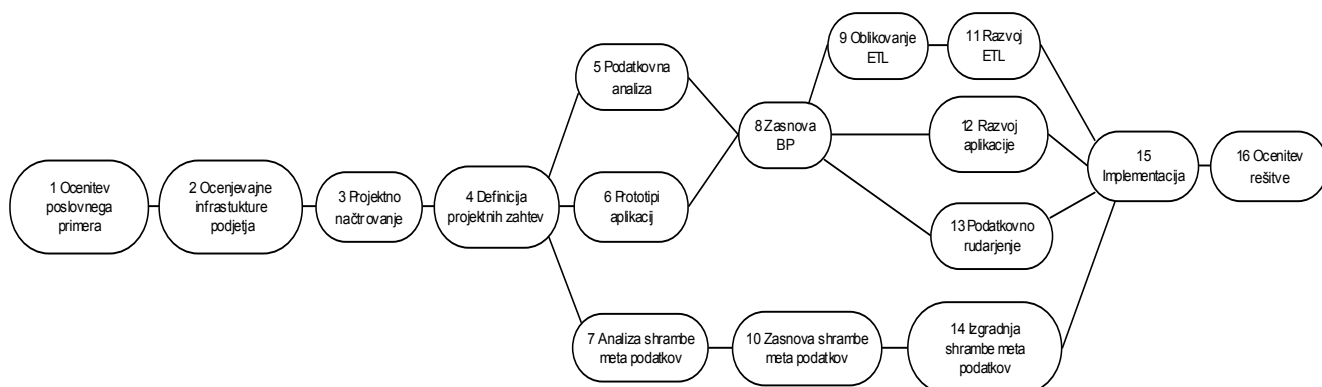 1 Ocenitev
poslovnega
primera
2 Ocenjevajne
infrastukture
podjetja
3 Projektno
načtrovanje
4 Definicija
projektnih zahtev
5 Podatkovna
analiza
6 Prototipi
aplikacij
7 Analiza shrambe
meta podatkov
8 Zasnova
BP
9 Oblikovanje
ETL
10 Zasnova shrambe
meta podatkov
11 Razvoj
ETL
12 Razvoj
aplikacije
13 Podatkovno
rudarjenje
14 Izgradnja
shrambe meta
podatkov
15
Implementacija
16 Ocenitev
rešitve